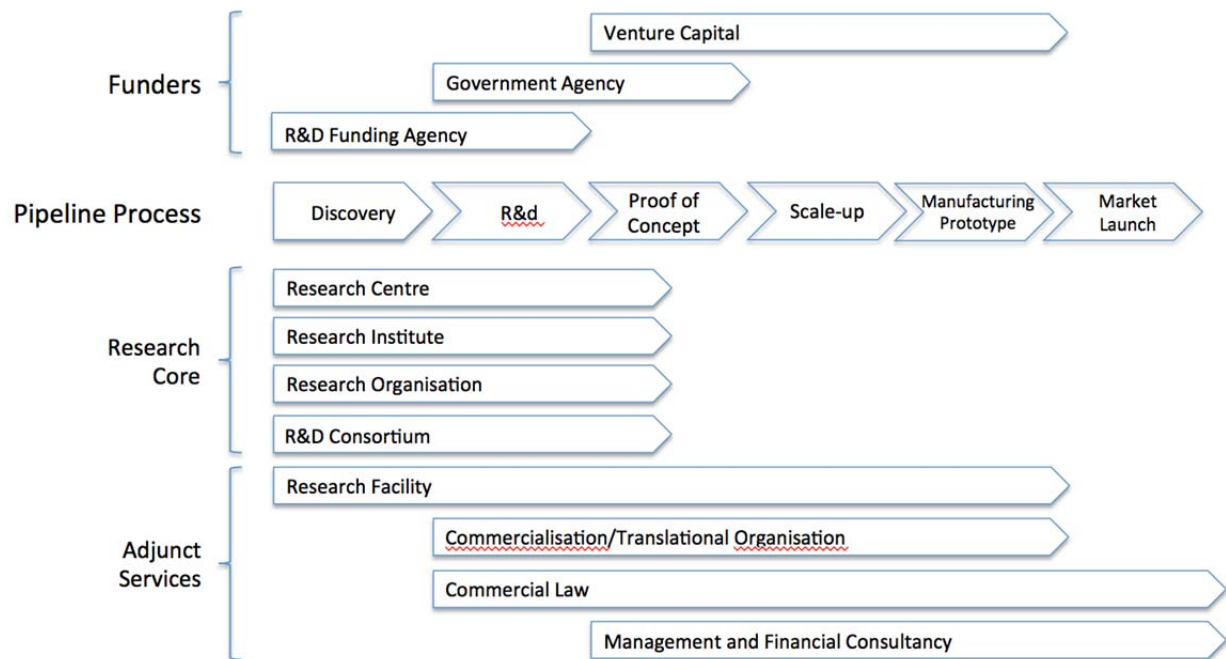 Venture Capital
Funders
Government Agency
R&D Funding Agency
Pipeline Process
Discovery
R&d
Proof of
Concept
Scale-up
Manufacturing
Prototype
Market
Launch
Research
Core
Research Centre
Research Institute
Research Organisation
R&D Consortium
Adjunct
Services
Research Facility
Commercialisation/Translational Organisation
Commercial Law
Management and Financial Consultancy